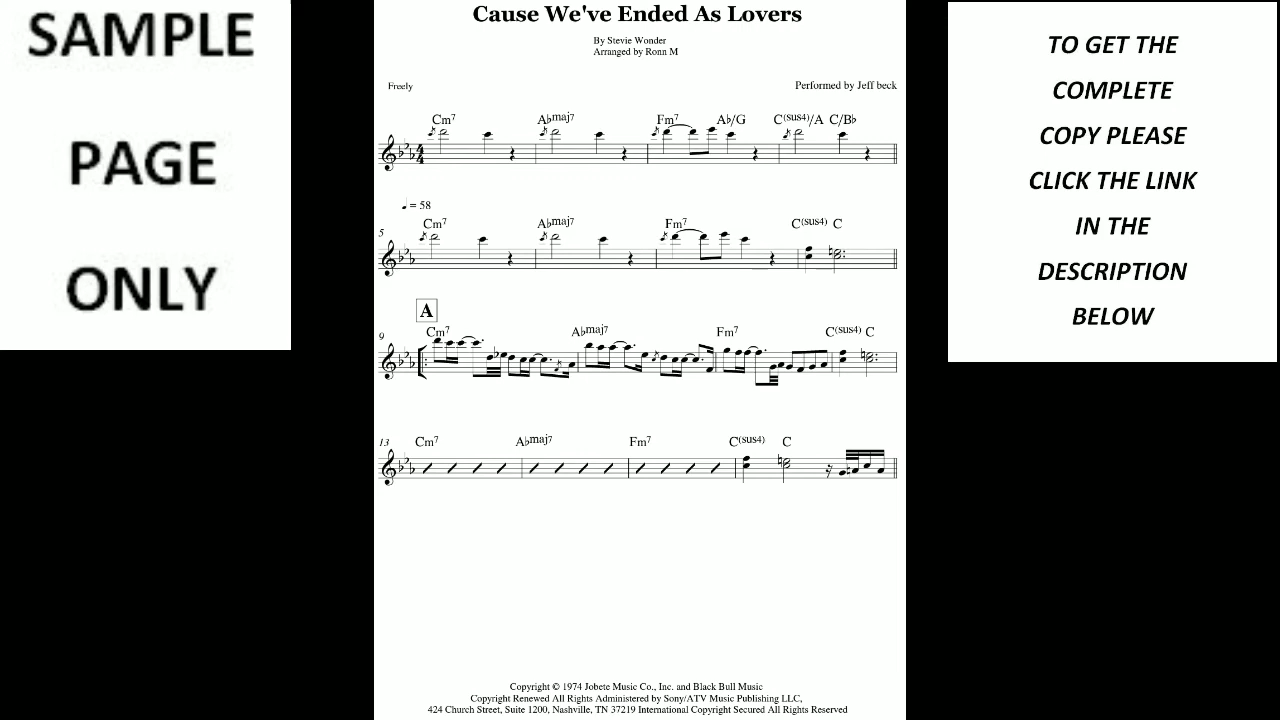 SAMPLE
PAGE
ONLY
Cause We've Ended As Lovers
By Stevie Wonder
Arranged by Ronn M
Freely
Performed by Jeff beck
Cm7 A♭maj7 Fm7 A♭/G C(sus4)/A C/B♭
♩ = 58
5 Cm7 A♭maj7 Fm7 C(sus4) C
A
9 Cm7 A♭maj7 Fm7 C(sus4) C
13 Cm7 A♭maj7 Fm7 C(sus4) C
Copyright © 1974 Jobete Music Co., Inc. and Black Bull Music
Copyright Renewed All Rights Administered by Sony/ATV Music Publishing LLC,
424 Church Street, Suite 1200, Nashville, TN 37219 International Copyright Secured All Rights Reserved
TO GET THE
COMPLETE
COPY PLEASE
CLICK THE LINK
IN THE
DESCRIPTION
BELOW